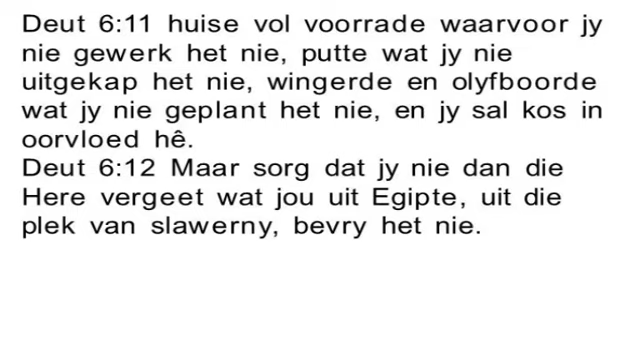 Deut 6:11 huise vol voorrade waarvoor jy
nie gewerk het nie, putte wat jy nie
uitgekap het nie, wingerde en olyfboorde
wat jy nie geplant het nie, en jy sal kos in
oorvloed hê.
Deut 6:12 Maar sorg dat jy nie dan die
Here vergeet wat jou uit Egipte, uit die
plek van slawerny, bevry het nie.